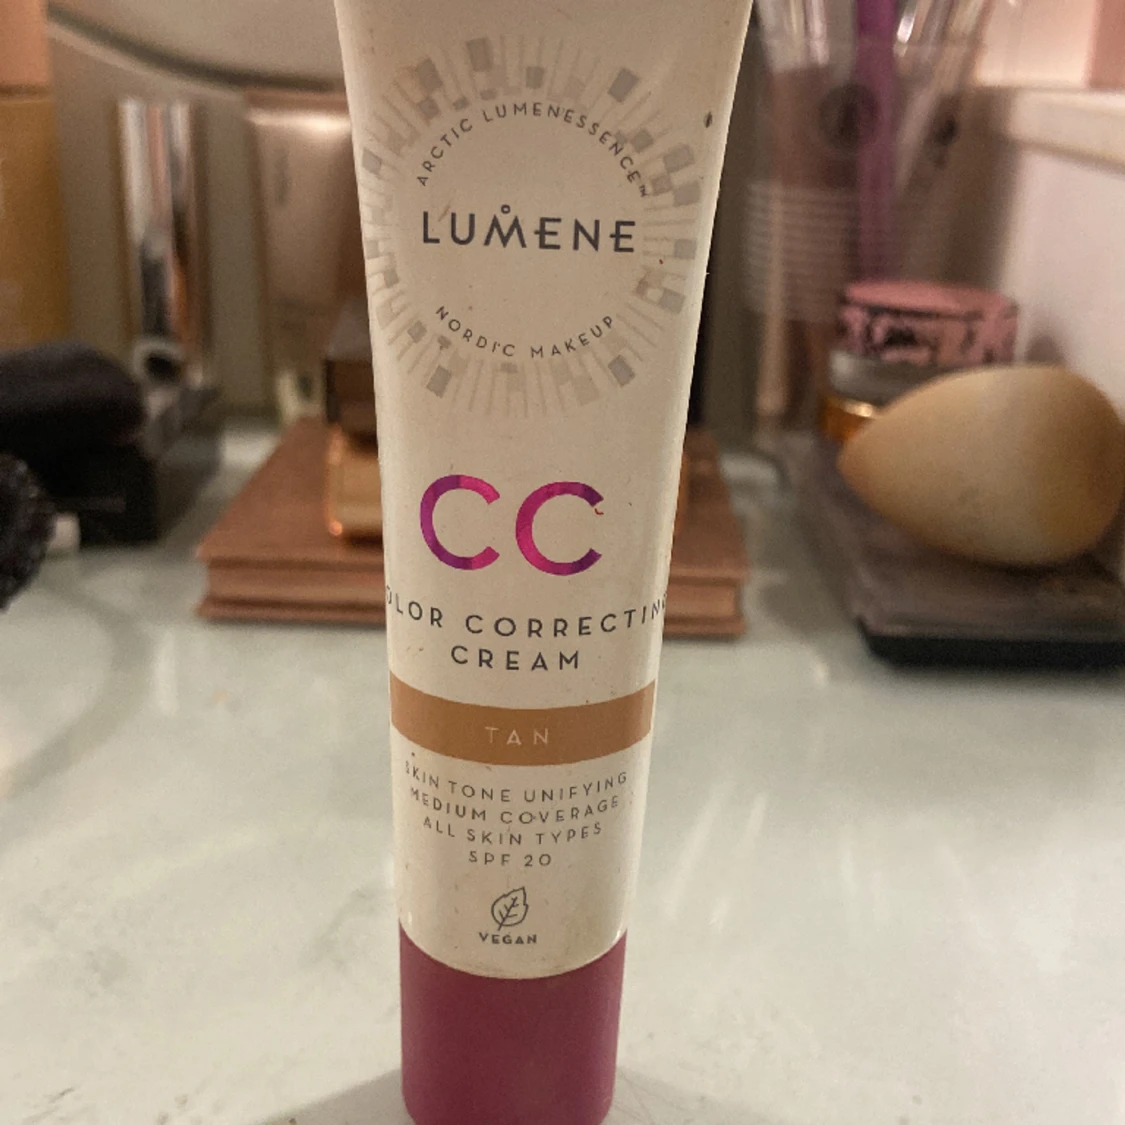 ARCTIC LUMENESSENCE™
LUMENE
NORDIC MAKEUP
CC
OLOR CORRECTING
CREAM
TAN
SKIN TONE UNIFYING
MEDIUM COVERAGE
ALL SKIN TYPES
SPF 20
VEGAN